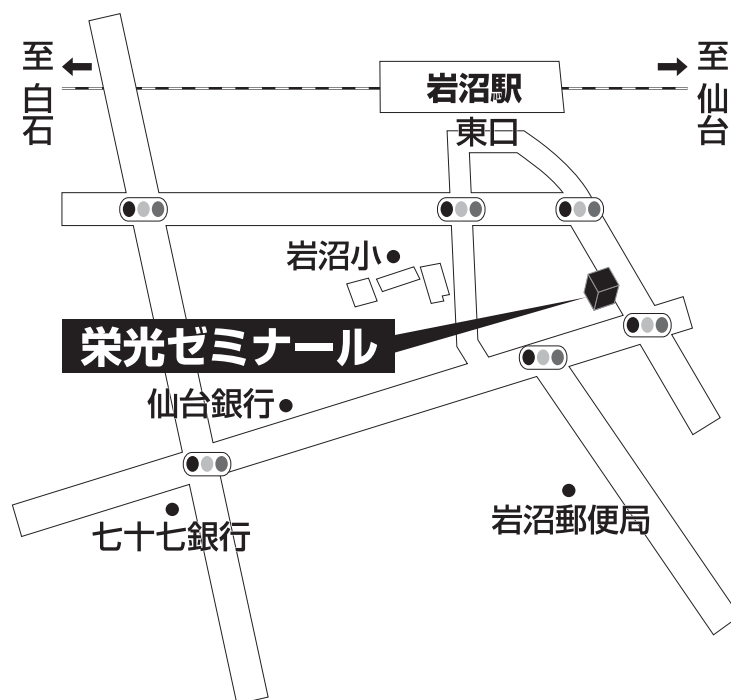 至 白石
岩沼駅
至 仙台
東口
岩沼小
栄光ゼミナール
仙台銀行
岩沼郵便局
七十七銀行